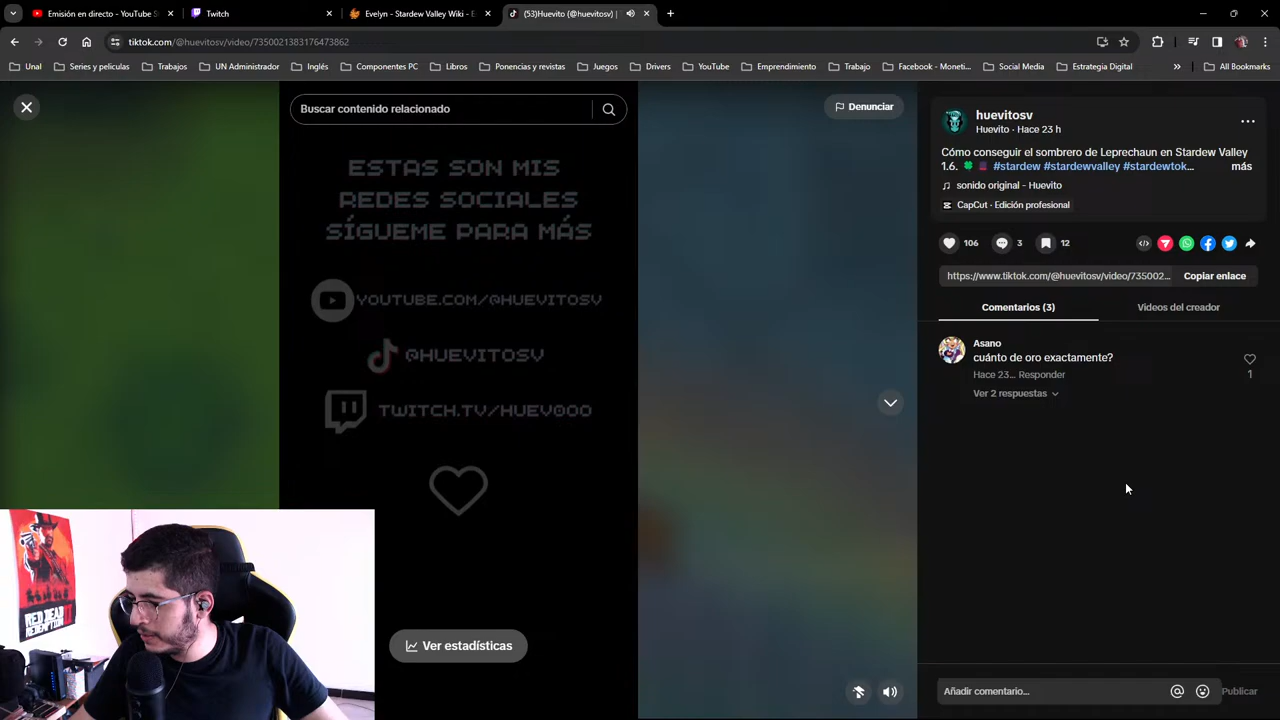 Emisión en directo - YouTube S
Twitch
Evelyn - Stardew Valley Wiki - E
(53)Huevito (@huevitosv) |
tiktok.com/@huevitosv/video/7350021383176473862
Unal
Series y películas
Trabajos
UN Administrador
Inglés
Componentes PC
Libros
Ponencias y revistas
Juegos
Drivers
YouTube
Emprendimiento
Trabajo
Facebook - Moneti...
Social Media
Estrategia Digital
All Bookmarks
Buscar contenido relacionado
Denunciar
ESTAS SON MIS
REDES SOCIALES
SÍGUEME PARA MÁS
YOUTUBE.COM/@HUEVITOSV
@HUEVITOSV
TWITCH.TV/HUEV000
Ver estadísticas
RED DEAD
REDEMPTION
huevitosv
Huevito · Hace 23 h
Cómo conseguir el sombrero de Leprechaun en Stardew Valley
1.6. #stardew #stardewvalley #stardewtok... más
sonido original - Huevito
CapCut · Edición profesional
106
3
12
https://www.tiktok.com/@huevitosv/video/735002...
Copiar enlace
Comentarios (3)
Videos del creador
Asano
cuánto de oro exactamente?
Hace 23... Responder
1
Ver 2 respuestas
Añadir comentario...
Publicar